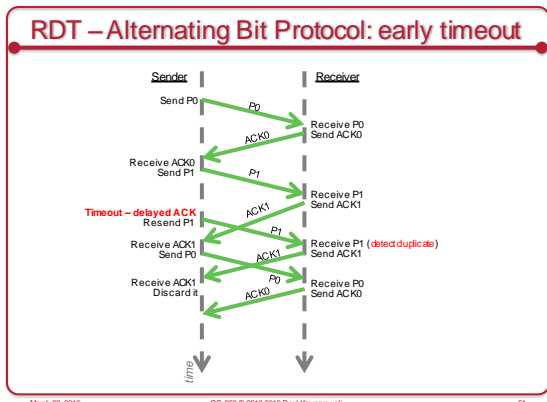 RDT – Alternating Bit Protocol: early timeout
Sender
Receiver
Send P0
P0
Receive P0
Send ACK0
ACK0
Receive ACK0
Send P1
P1
Receive P1
Send ACK1
ACK1
Timeout – delayed ACK
Resend P1
P1
Receive ACK1
Send P0
Receive P1 (detect duplicate)
Send ACK1
ACK1
P0
Receive ACK1
Discard it
Receive P0
Send ACK0
ACK0
time